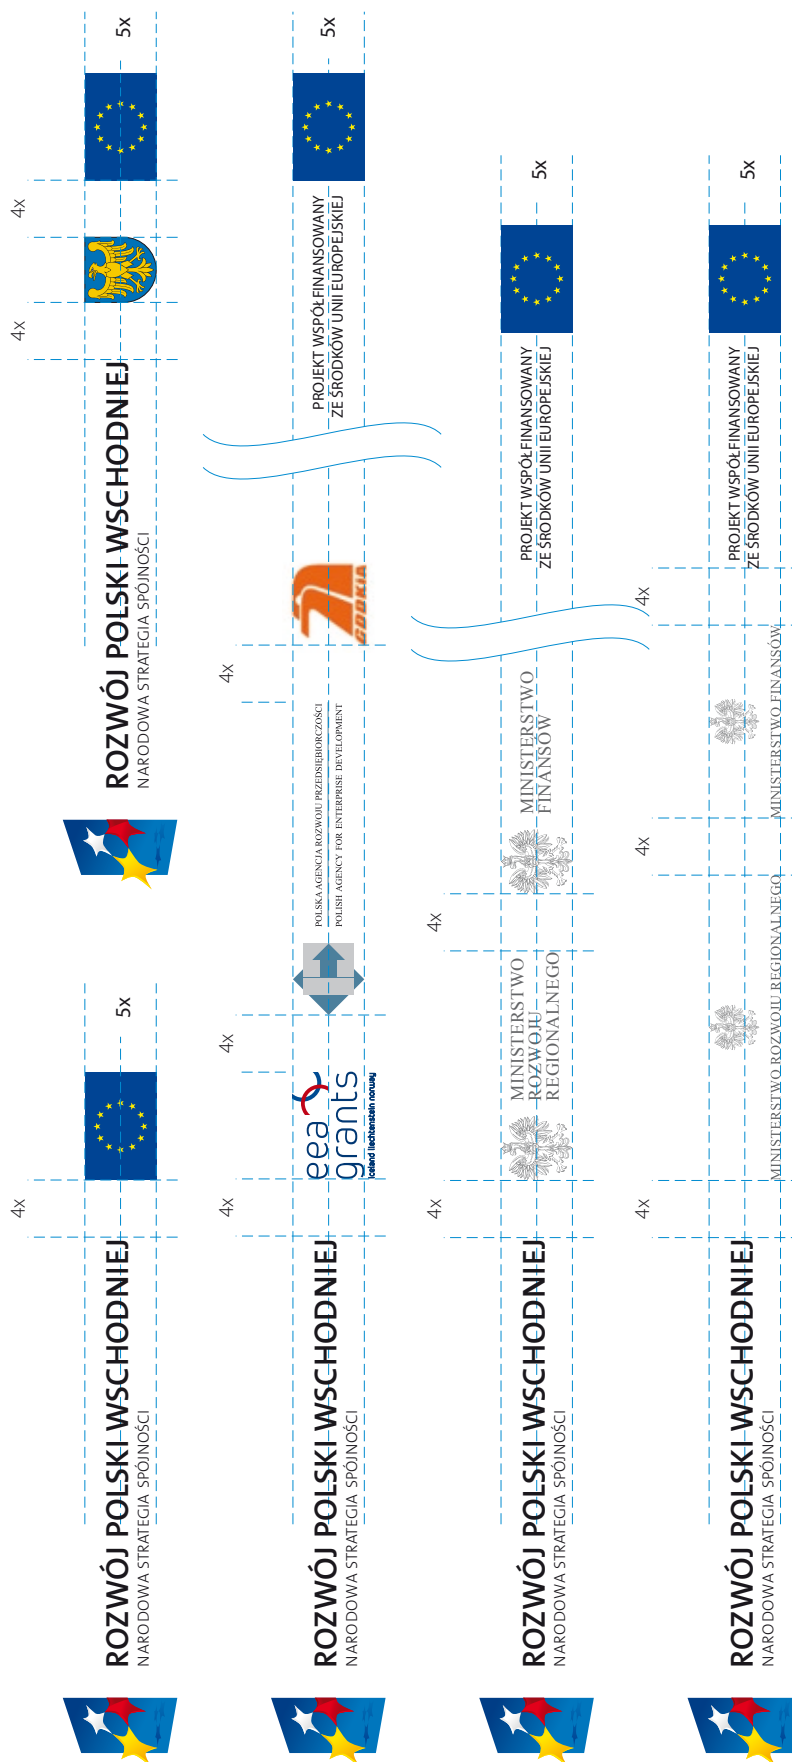 ROZWÓJ POLSKI WSCHODNIEJ
NARODOWA STRATEGIA SPÓJNOŚCI
4x
5x
ROZWÓJ POLSKI WSCHODNIEJ
NARODOWA STRATEGIA SPÓJNOŚCI
4x
4x
5x
ROZWÓJ POLSKI WSCHODNIEJ
NARODOWA STRATEGIA SPÓJNOŚCI
4x
eea
grants
iceland liechtenstein norway
4x
POLSKA AGENCJA ROZWOJU PRZEDSIĘBIORCZOŚCI
POLISH AGENCY FOR ENTERPRISE DEVELOPMENT
4x
PROJEKT WSPÓŁFINANSOWANY
ZE ŚRODKÓW UNII EUROPEJSKIEJ
5x
ROZWÓJ POLSKI WSCHODNIEJ
NARODOWA STRATEGIA SPÓJNOŚCI
4x
MINISTERSTWO
ROZWOJU
REGIONALNEGO
4x
MINISTERSTWO
FINANSÓW
PROJEKT WSPÓŁFINANSOWANY
ZE ŚRODKÓW UNII EUROPEJSKIEJ
5x
ROZWÓJ POLSKI WSCHODNIEJ
NARODOWA STRATEGIA SPÓJNOŚCI
4x
MINISTERSTWO ROZWOJU REGIONALNEGO
4x
MINISTERSTWO FINANSÓW
4x
PROJEKT WSPÓŁFINANSOWANY
ZE ŚRODKÓW UNII EUROPEJSKIEJ
5x